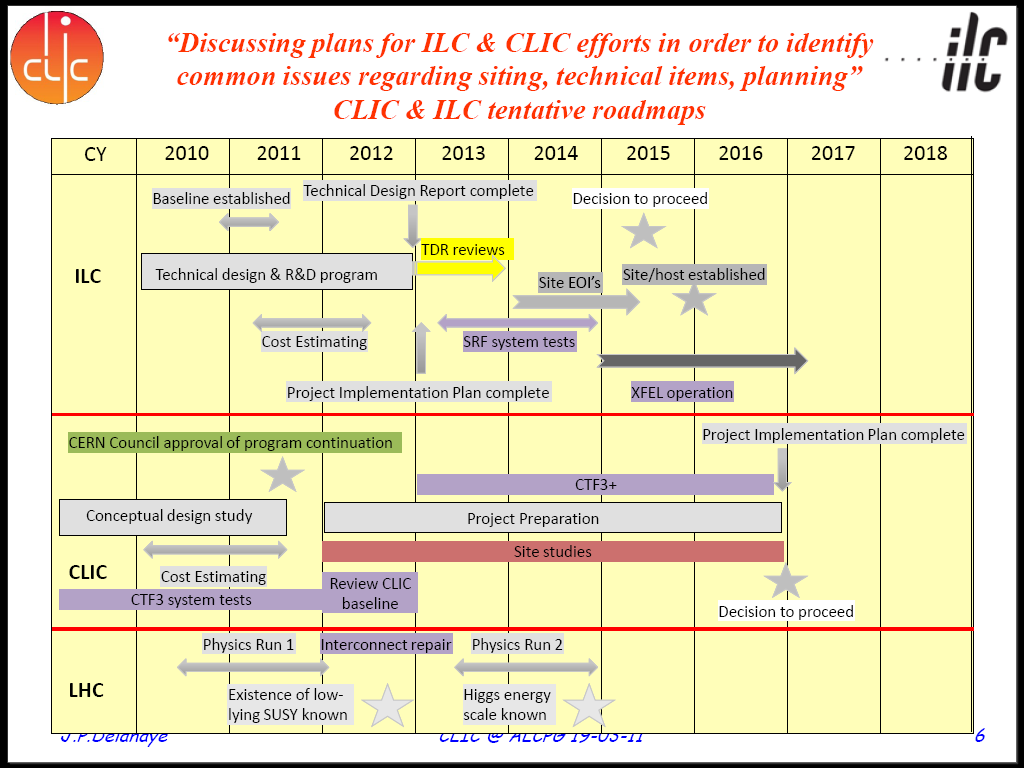 clic
ilc
“Discussing plans for ILC & CLIC efforts in order to identify
common issues regarding siting, technical items, planning”
CLIC & ILC tentative roadmaps
CY 2010 2011 2012 2013 2014 2015 2016 2017 2018
ILC
Baseline established
Technical Design Report complete
Decision to proceed
TDR reviews
Technical design & R&D program
Site EOI’s
Site/host established
Cost Estimating
SRF system tests
Project Implementation Plan complete
XFEL operation
CLIC
CERN Council approval of program continuation
Project Implementation Plan complete
CTF3+
Conceptual design study
Project Preparation
Site studies
Cost Estimating
CTF3 system tests
Review CLIC
baseline
Decision to proceed
LHC
Physics Run 1
Interconnect repair
Physics Run 2
Existence of low-
lying SUSY known
Higgs energy
scale known
J.P.Delahaye
CLIC @ ALCPG 19-03-11
6